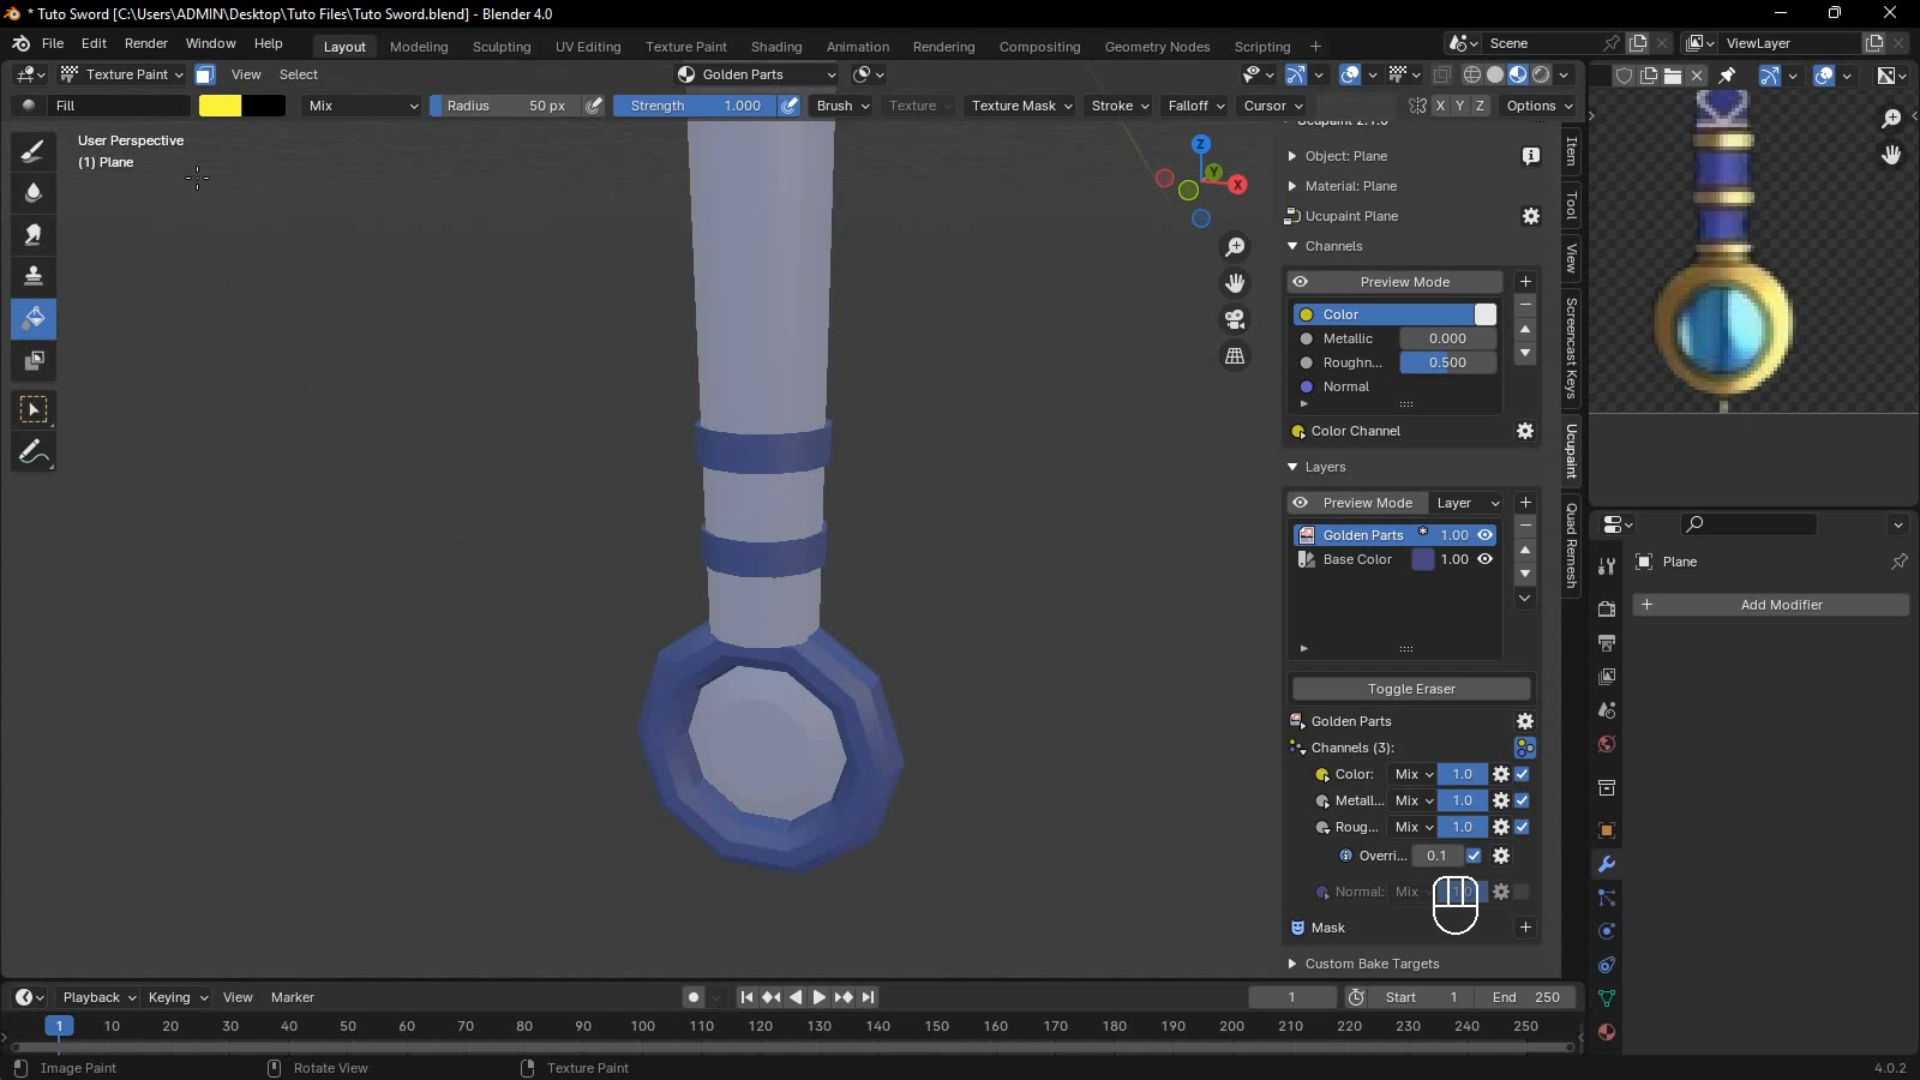 * Tuto Sword [C:\Users\ADMIN\Desktop\Tuto Files\Tuto Sword.blend] - Blender 4.0
File Edit Render Window Help Layout Modeling Sculpting UV Editing Texture Paint Shading Animation Rendering Compositing Geometry Nodes Scripting + Scene ViewLayer
Texture Paint View Select Golden Parts
Fill Mix Radius 50 px Strength 1.000 Brush Texture Texture Mask Stroke Falloff Cursor X Y Z Options
User Perspective
(1) Plane
Z
Y
X
Ucupaint 2.1.0
Object: Plane
Material: Plane
Ucupaint Plane
Channels
Preview Mode
Color
Metallic 0.000
Roughn... 0.500
Normal
Color Channel
Layers
Preview Mode Layer
Golden Parts * 1.00
Base Color 1.00
Toggle Eraser
Golden Parts
Channels (3):
Color: Mix 1.0
Metall... Mix 1.0
Roug... Mix 1.0
Overri... 0.1
Normal: Mix 1.0
Mask
Custom Bake Targets
Item
Tool
View
Screencast Keys
Ucupaint
Quad Remesh
Plane
Add Modifier
Playback Keying View Marker 1 Start 1 End 250
1 10 20 30 40 50 60 70 80 90 100 110 120 130 140 150 160 170 180 190 200 210 220 230 240 250
Image Paint Rotate View Texture Paint 4.0.2